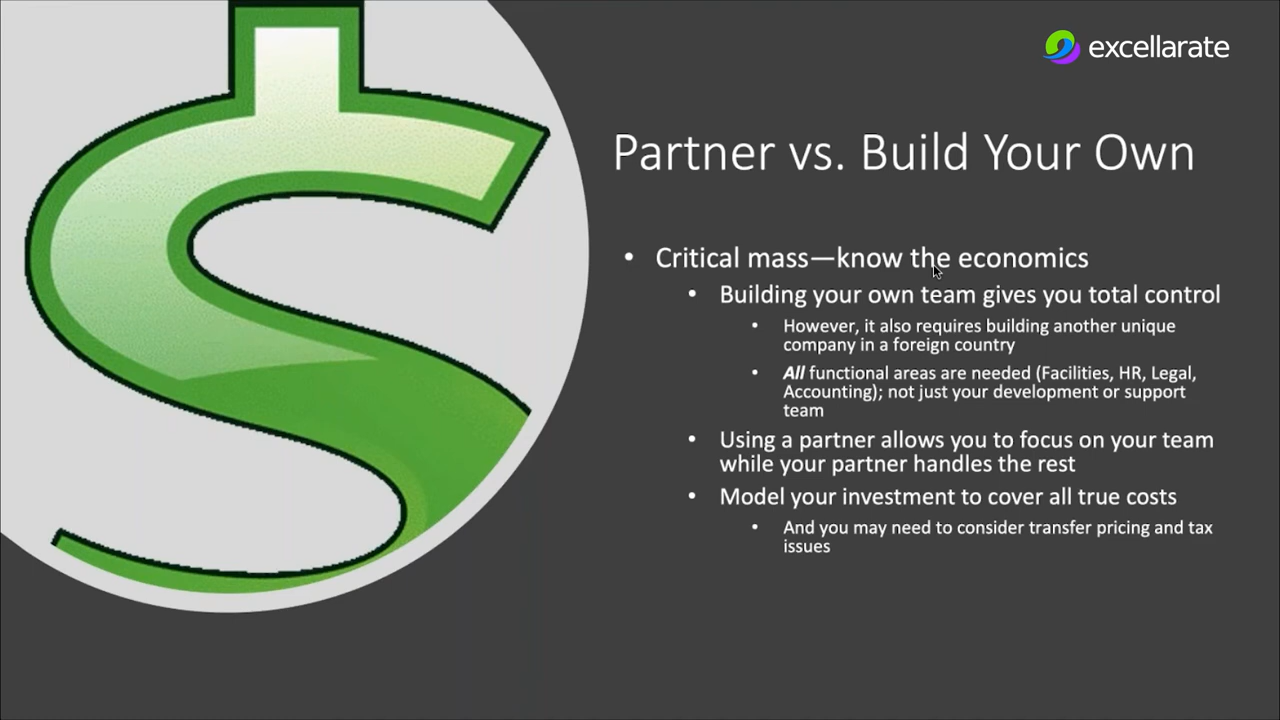 excellarate
Partner vs. Build Your Own
• Critical mass—know the economics
• Building your own team gives you total control
• However, it also requires building another unique
company in a foreign country
• All functional areas are needed (Facilities, HR, Legal,
Accounting); not just your development or support
team
• Using a partner allows you to focus on your team
while your partner handles the rest
• Model your investment to cover all true costs
• And you may need to consider transfer pricing and tax
issues